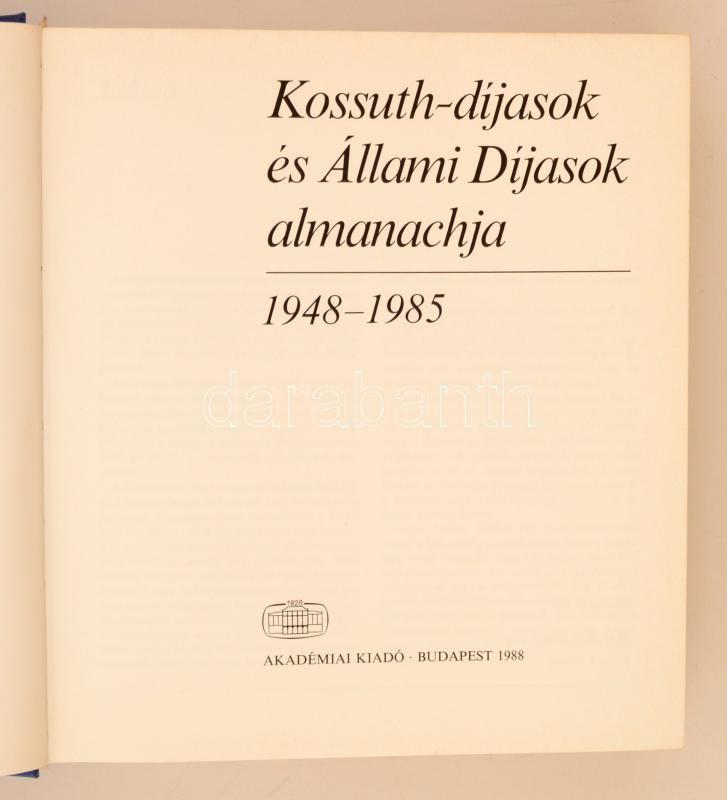 Kossuth-díjasok
és Állami Díjasok
almanachja
1948–1985
darabanth
1828
AKADÉMIAI KIADÓ · BUDAPEST 1988